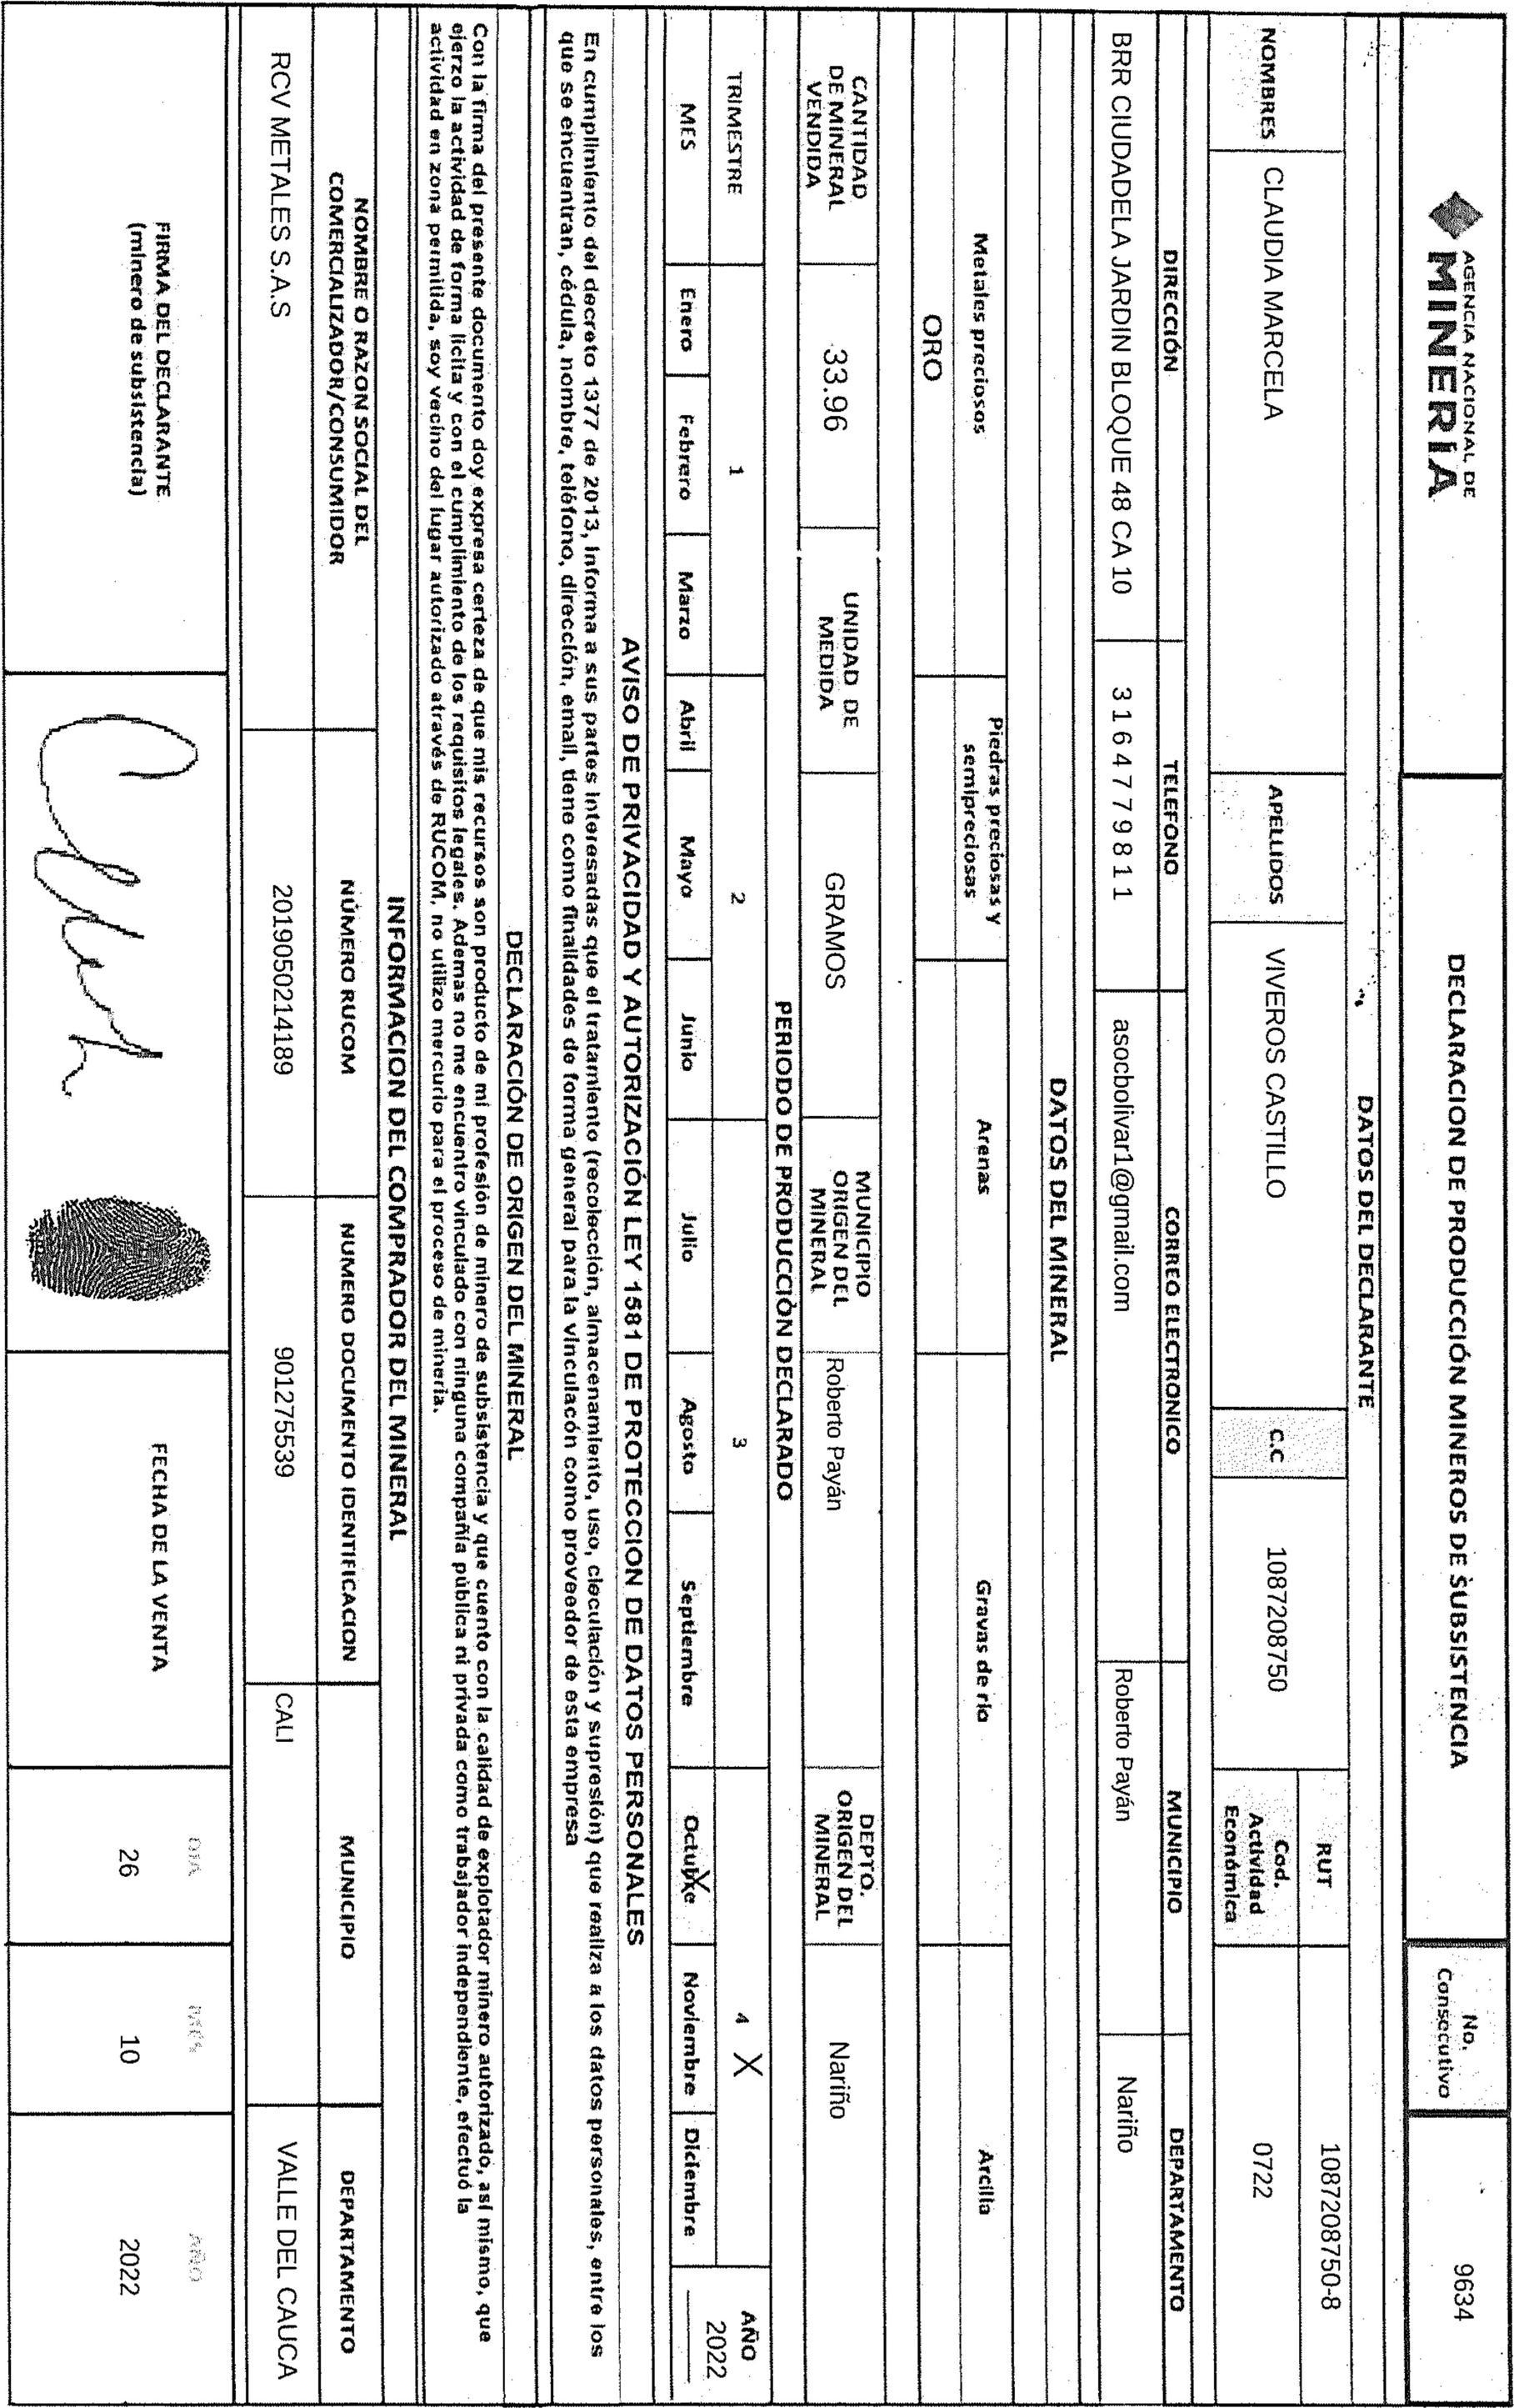 AGENCIA NACIONAL DE
MINERIA
DECLARACION DE PRODUCCIÓN MINEROS DE SUBSISTENCIA
No.
Consecutivo
9634
DATOS DEL DECLARANTE
NOMBRES
CLAUDIA MARCELA
APELLIDOS
VIVEROS CASTILLO
C.C
1087208750
RUT
1087208750-8
Cod.
Actividad
Económica
0722
DIRECCIÓN
TELEFONO
CORREO ELECTRONICO
MUNICIPIO
DEPARTAMENTO
BRR CIUDADELA JARDIN BLOQUE 48 CA 10
3 1 6 4 7 7 9 8 1 1
asocbolivar1@gmail.com
Roberto Payán
Nariño
DATOS DEL MINERAL
Metales preciosos
Piedras preciosas y
semipreciosas
Arenas
Gravas de río
Arcilla
ORO
CANTIDAD
DE MINERAL
VENDIDA
33.96
UNIDAD DE
MEDIDA
GRAMOS
MUNICIPIO
ORIGEN DEL
MINERAL
Roberto Payán
DEPTO.
ORIGEN DEL
MINERAL
Nariño
PERIODO DE PRODUCCIÓN DECLARADO
TRIMESTRE
1
2
3
4 X
AÑO
2022
MES
Enero
Febrero
Marzo
Abril
Mayo
Junio
Julio
Agosto
Septiembre
Octubre X
Noviembre
Diciembre
AVISO DE PRIVACIDAD Y AUTORIZACIÓN LEY 1581 DE PROTECCION DE DATOS PERSONALES
En cumplimiento del decreto 1377 de 2013, informa a sus partes interesadas que el tratamiento (recolección, almacenamiento, uso, cloculación y supresión) que realiza a los datos personales, entre los
que se encuentran, cédula, nombre, teléfono, dirección, email, tiene como finalidades de forma general para la vinculacón como proveedor de esta empresa
DECLARACIÓN DE ORIGEN DEL MINERAL
Con la firma del presente documento doy expresa certeza de que mis recursos son producto de mi profesión de minero de subsistencia y que cuento con la calidad de explotador minero autorizado, así mismo, que
ejerzo la actividad de forma licita y con el cumplimiento de los requisitos legales. Ademas no me encuentro vinculado con ninguna compañía pública ni privada como trabajador independiente, efectuó la
actividad en zona permitida, soy vecino del lugar autorizado através de RUCOM, no utilizo mercurio para el proceso de mineria.
INFORMACION DEL COMPRADOR DEL MINERAL
NOMBRE O RAZON SOCIAL DEL
COMERCIALIZADOR/CONSUMIDOR
NÚMERO RUCOM
NUMERO DOCUMENTO IDENTIFICACION
MUNICIPIO
DEPARTAMENTO
RCV METALES S.A.S
201905021­4189
901275539
CALI
VALLE DEL CAUCA
FIRMA DEL DECLARANTE
(minero de subsistencia)
FECHA DE LA VENTA
DIA
MES
AÑO
26
10
2022